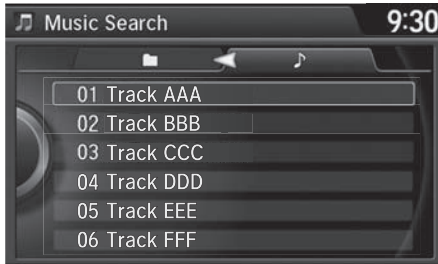 Music Search 9:30
01 Track AAA
02 Track BBB
03 Track CCC
04 Track DDD
05 Track EEE
06 Track FFF